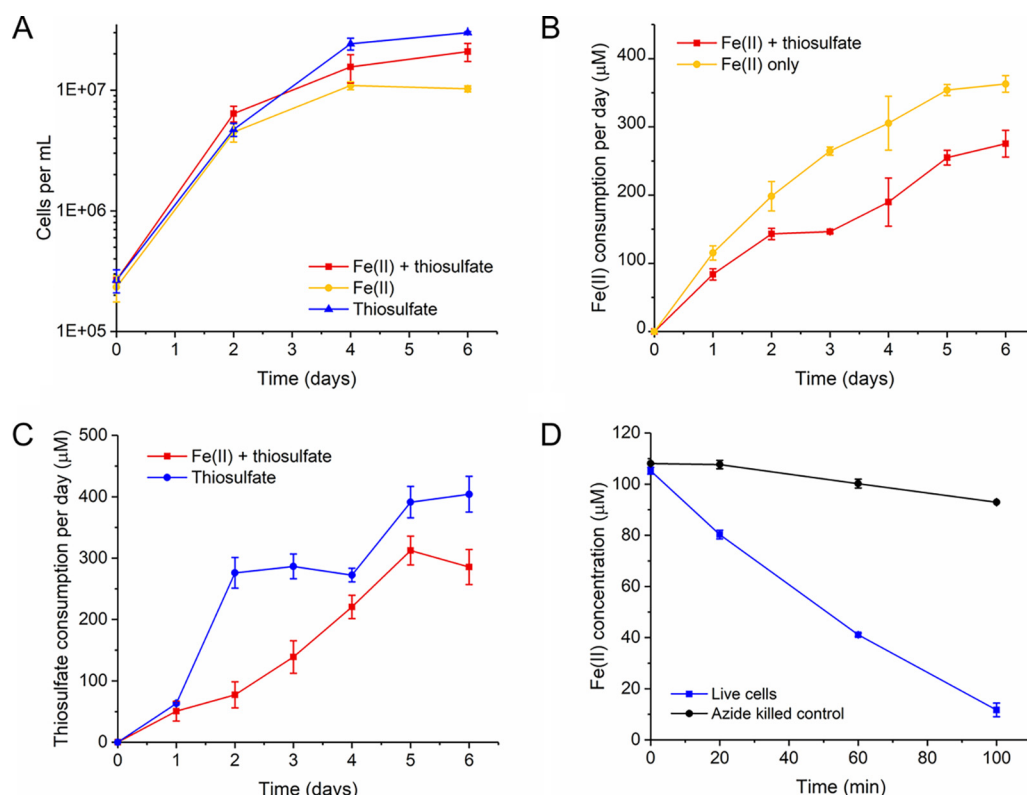 A
Cells per mL
1E+07
1E+06
1E+05
Fe(II) + thiosulfate
Fe(II)
Thiosulfate
0 1 2 3 4 5 6
Time (days)
B
Fe(II) consumption per day (μM)
400
300
200
100
0
Fe(II) + thiosulfate
Fe(II) only
0 1 2 3 4 5 6
Time (days)
C
Thiosulfate consumption per day (μM)
500
400
300
200
100
0
Fe(II) + thiosulfate
Thiosulfate
0 1 2 3 4 5 6
Time (days)
D
Fe(II) concentration (μM)
120
100
80
60
40
20
0
Live cells
Azide killed control
0 20 40 60 80 100
Time (min)